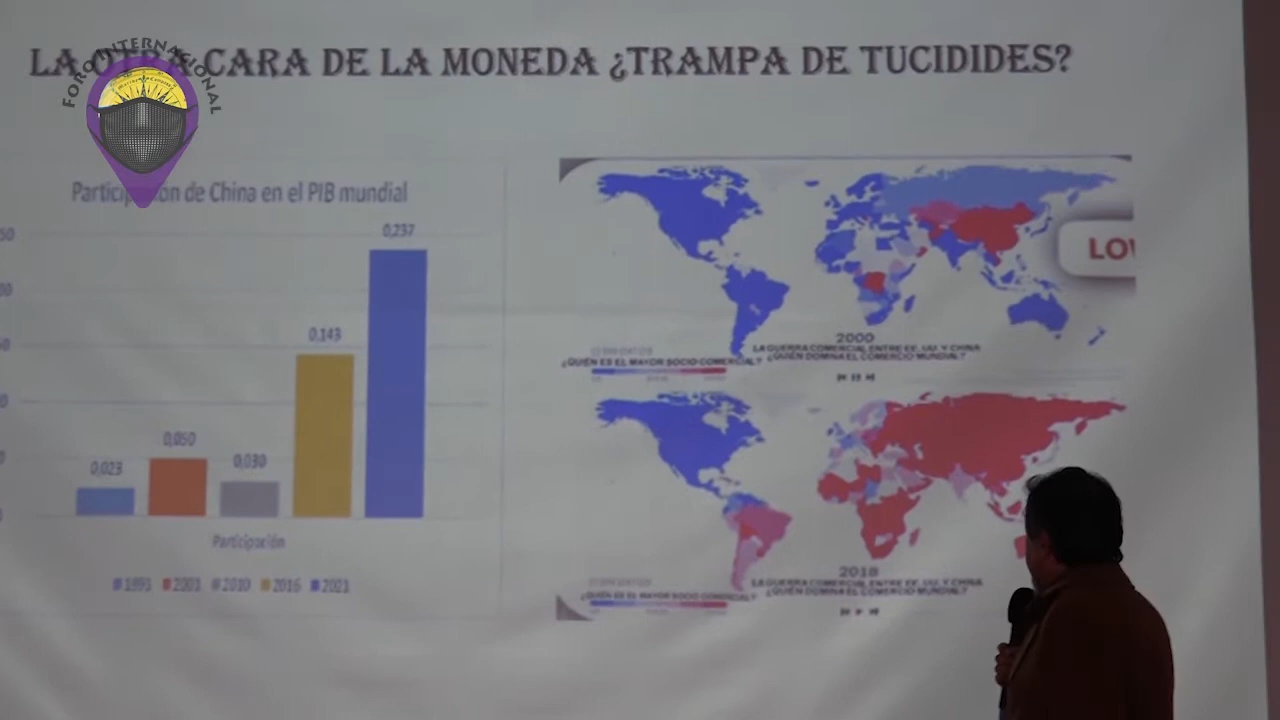 LA OTRA CARA DE LA MONEDA ¿TRAMPA DE TUCIDIDES?
FORO INTERNACIONAL
Participación de China en el PIB mundial
0,237
0,143
0,050
0,023
0,030
Participación
1991 2001 2010 2016 2021
LOW
2000
LA GUERRA COMERCIAL ENTRE EE. UU. Y CHINA
¿QUIÉN ES EL MAYOR SOCIO COMERCIAL? ¿QUIÉN DOMINA EL COMERCIO MUNDIAL?
2018
LA GUERRA COMERCIAL ENTRE EE. UU. Y CHINA
¿QUIÉN ES EL MAYOR SOCIO COMERCIAL? ¿QUIÉN DOMINA EL COMERCIO MUNDIAL?